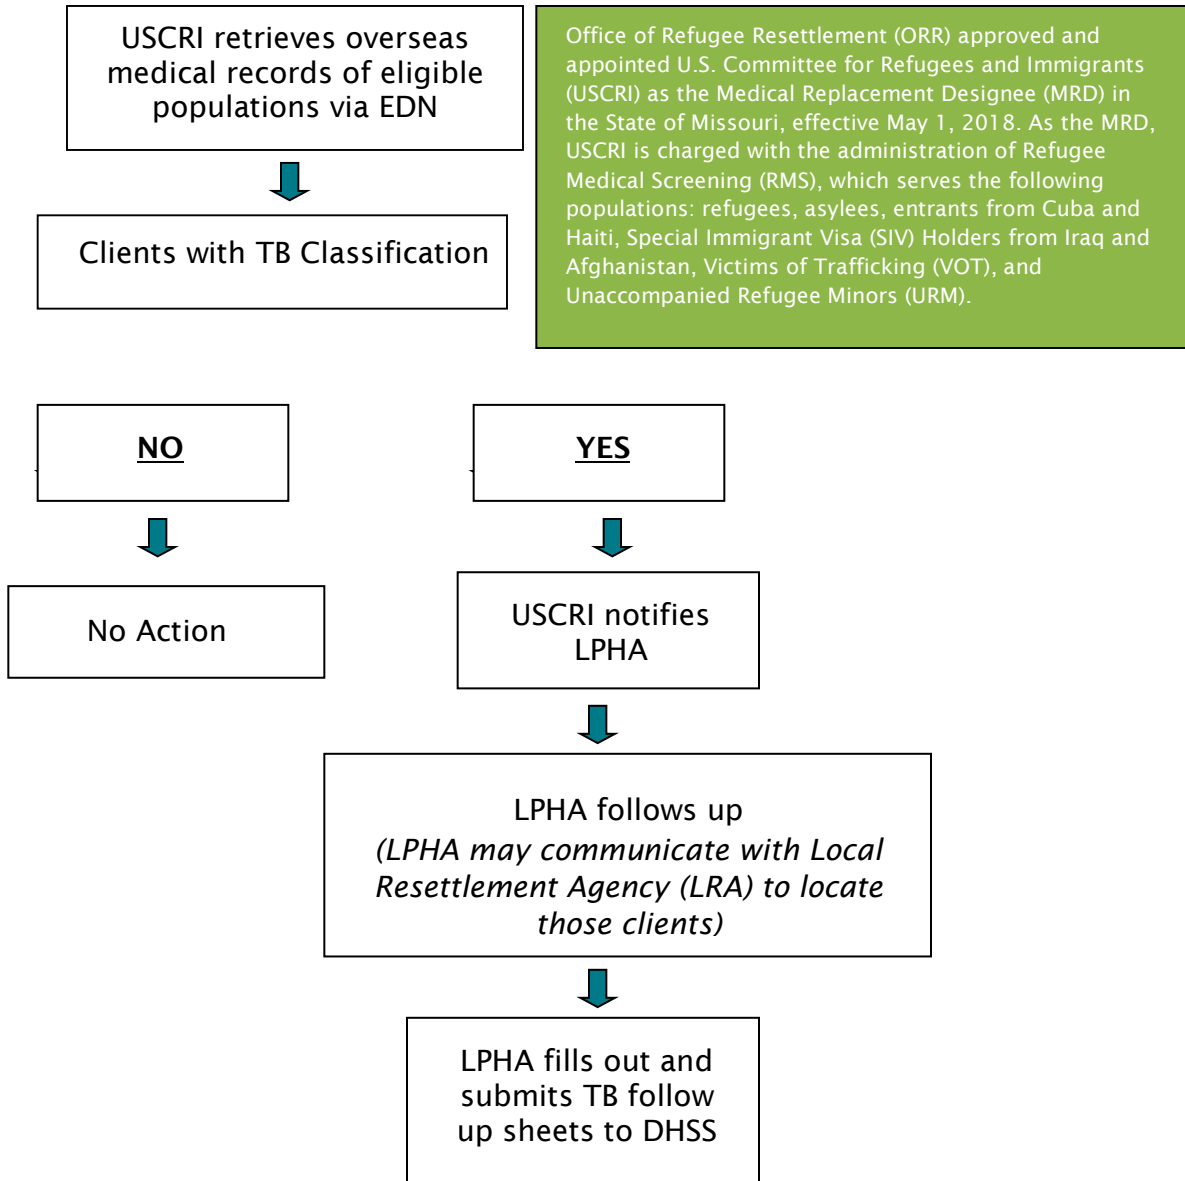 USCRI retrieves overseas
medical records of eligible
populations via EDN
Office of Refugee Resettlement (ORR) approved and
appointed U.S. Committee for Refugees and Immigrants
(USCRI) as the Medical Replacement Designee (MRD) in
the State of Missouri, effective May 1, 2018. As the MRD,
USCRI is charged with the administration of Refugee
Medical Screening (RMS), which serves the following
populations: refugees, asylees, entrants from Cuba and
Haiti, Special Immigrant Visa (SIV) Holders from Iraq and
Afghanistan, Victims of Trafficking (VOT), and
Unaccompanied Refugee Minors (URM).
Clients with TB Classification
NO
YES
No Action
USCRI notifies
LPHA
LPHA follows up
(LPHA may communicate with Local
Resettlement Agency (LRA) to locate
those clients)
LPHA fills out and
submits TB follow
up sheets to DHSS